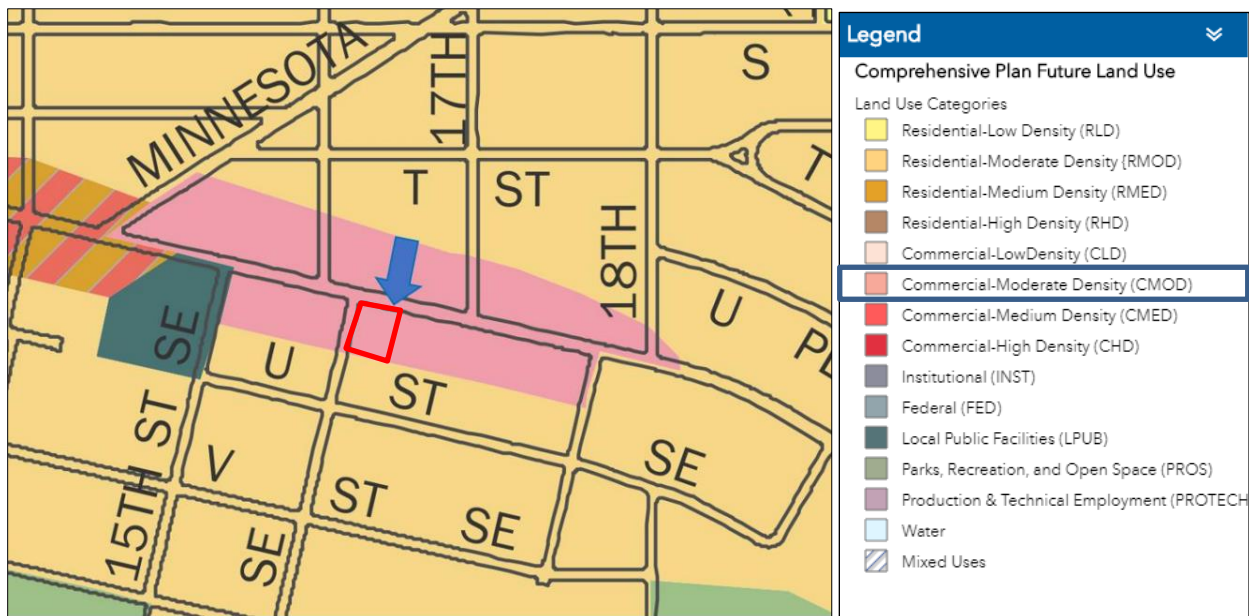 MINNESOTA
17TH
S
T ST
T
18TH
U PL
SE
U ST
15TH ST
V ST SE
SE
SE
Legend
Comprehensive Plan Future Land Use
Land Use Categories
Residential-Low Density (RLD)
Residential-Moderate Density {RMOD)
Residential-Medium Density (RMED)
Residential-High Density (RHD)
Commercial-LowDensity (CLD)
Commercial-Moderate Density (CMOD)
Commercial-Medium Density (CMED)
Commercial-High Density (CHD)
Institutional (INST)
Federal (FED)
Local Public Facilities (LPUB)
Parks, Recreation, and Open Space (PROS)
Production & Technical Employment (PROTECH
Water
Mixed Uses